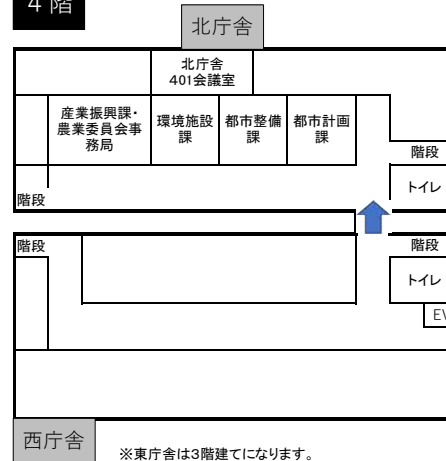 4 階
北庁舎
北庁舎
401会議室
産業振興課・
農業委員会事
務局
環境施設
課
都市整備
課
都市計画
課
階段
トイレ
階段
階段
階段
トイレ
EV
西庁舎
※東庁舎は3階建てになります。